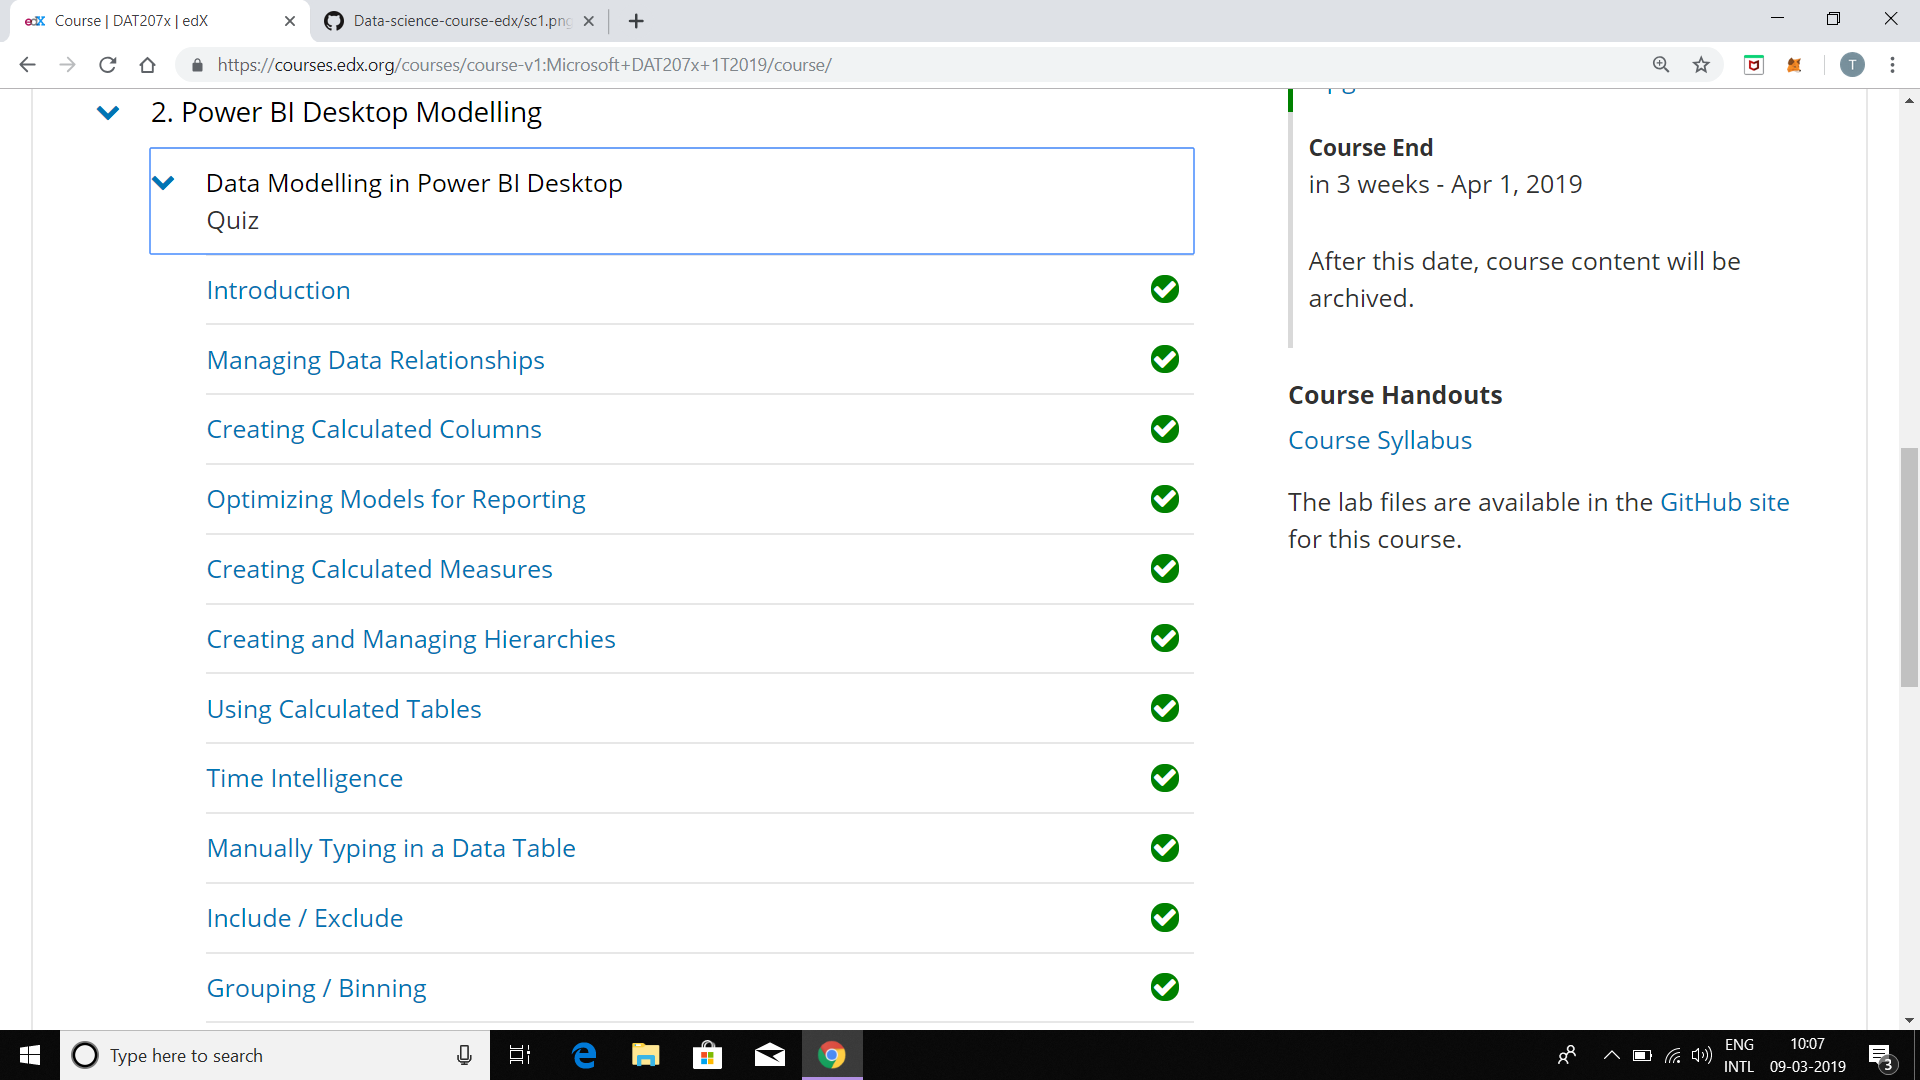 edX Course | DAT207x | edX
Data-science-course-edx/sc1.png
https://courses.edx.org/courses/course-v1:Microsoft+DAT207x+1T2019/course/
T
2. Power BI Desktop Modelling
Data Modelling in Power BI Desktop
Quiz
Introduction
Managing Data Relationships
Creating Calculated Columns
Optimizing Models for Reporting
Creating Calculated Measures
Creating and Managing Hierarchies
Using Calculated Tables
Time Intelligence
Manually Typing in a Data Table
Include / Exclude
Grouping / Binning
Course End
in 3 weeks - Apr 1, 2019
After this date, course content will be
archived.
Course Handouts
Course Syllabus
The lab files are available in the GitHub site
for this course.
Type here to search
ENG
INTL
10:07
09-03-2019
3